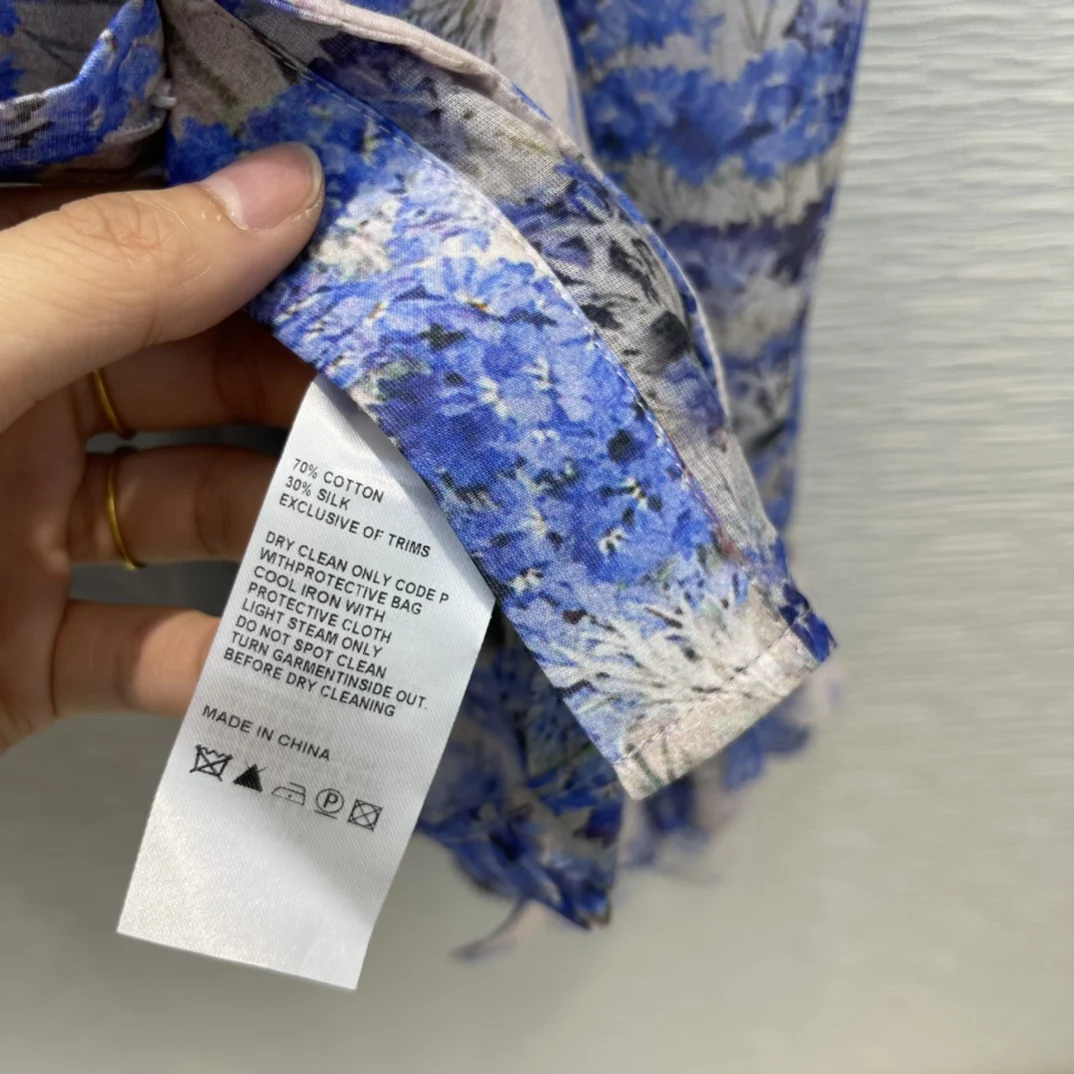 70% COTTON
30% SILK
EXCLUSIVE OF TRIMS
DRY CLEAN ONLY CODE P
WITHPROTECTIVE BAG
COOL IRON WITH
PROTECTIVE CLOTH
LIGHT STEAM ONLY
DO NOT SPOT CLEAN
TURN GARMENTINSIDE OUT.
BEFORE DRY CLEANING
MADE IN CHINA
P